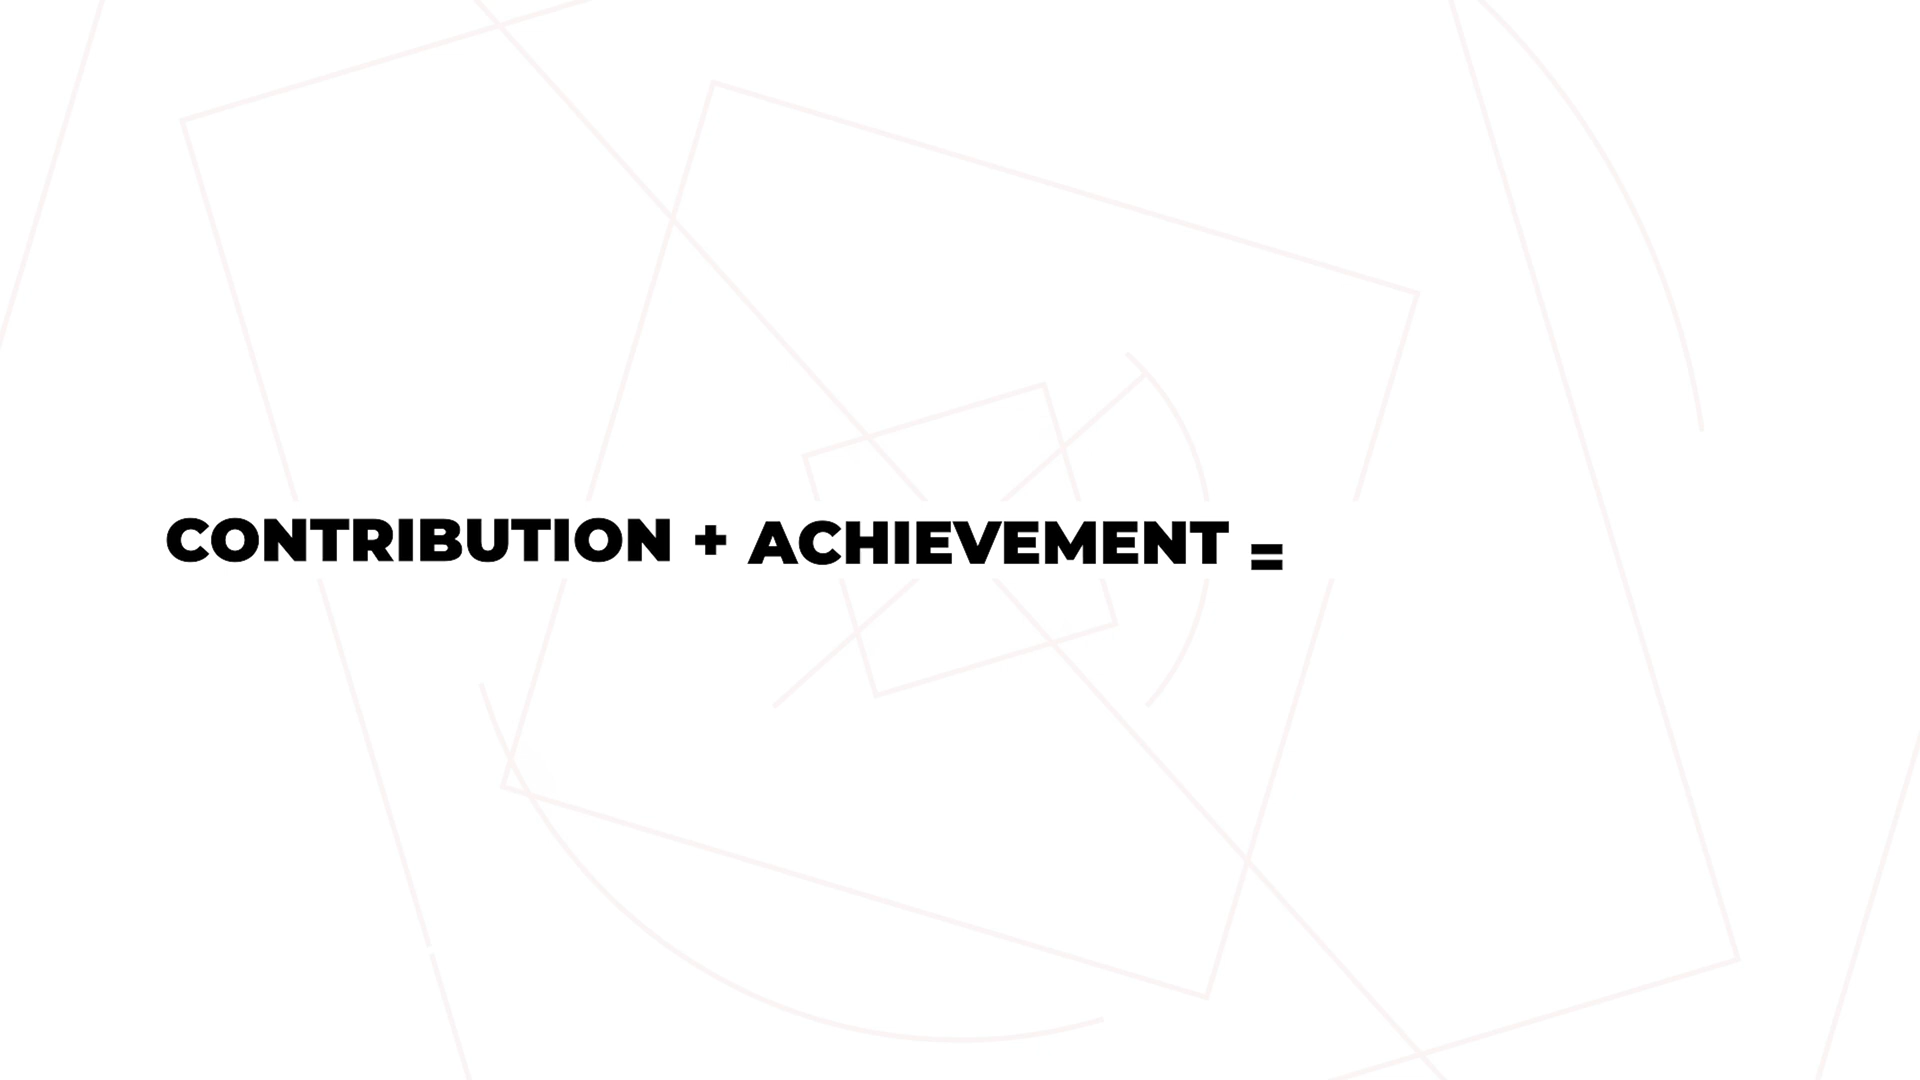 CONTRIBUTION + ACHIEVEMENT =